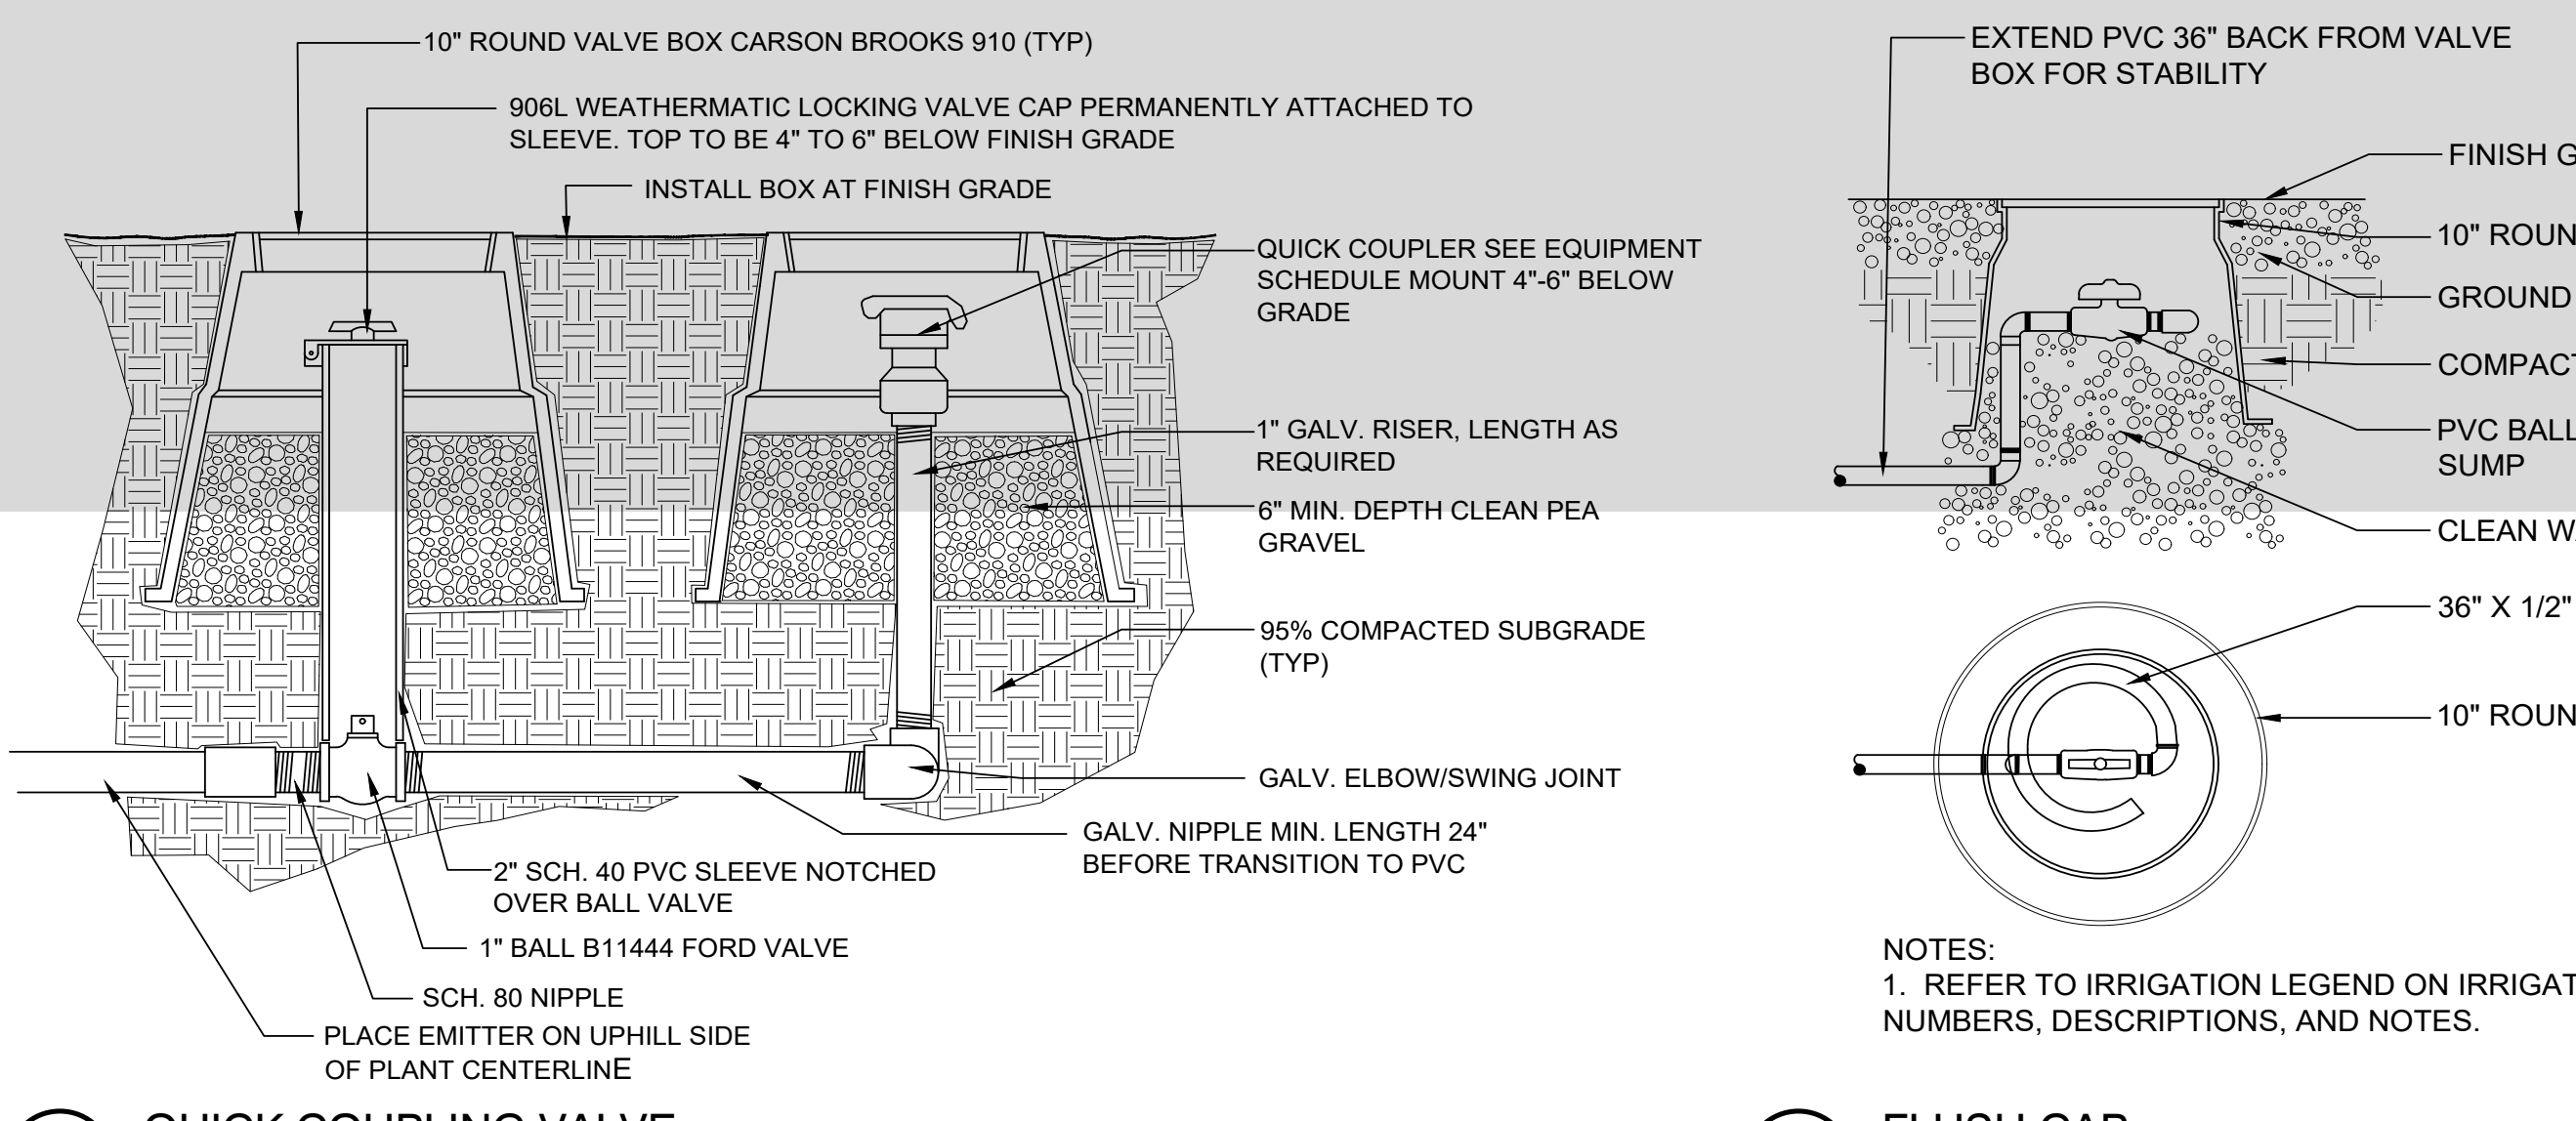 10" ROUND VALVE BOX CARSON BROOKS 910 (TYP)
906L WEATHERMATIC LOCKING VALVE CAP PERMANENTLY ATTACHED TO
SLEEVE. TOP TO BE 4" TO 6" BELOW FINISH GRADE
INSTALL BOX AT FINISH GRADE
QUICK COUPLER SEE EQUIPMENT
SCHEDULE MOUNT 4"-6" BELOW
GRADE
1" GALV. RISER, LENGTH AS
REQUIRED
6" MIN. DEPTH CLEAN PEA
GRAVEL
95% COMPACTED SUBGRADE
(TYP)
GALV. ELBOW/SWING JOINT
GALV. NIPPLE MIN. LENGTH 24"
BEFORE TRANSITION TO PVC
2" SCH. 40 PVC SLEEVE NOTCHED
OVER BALL VALVE
1" BALL B11444 FORD VALVE
SCH. 80 NIPPLE
PLACE EMITTER ON UPHILL SIDE
OF PLANT CENTERLINE
QUICK COUPLING VALVE
EXTEND PVC 36" BACK FROM VALVE
BOX FOR STABILITY
FINISH
10" ROUN
GROUND
COMPACT
PVC BALL
SUMP
CLEAN
36" X 1/2"
10" ROUN
NOTES:
1. REFER TO IRRIGATION LEGEND ON IRRIGAT
NUMBERS, DESCRIPTIONS, AND NOTES.
FLUSH CAP